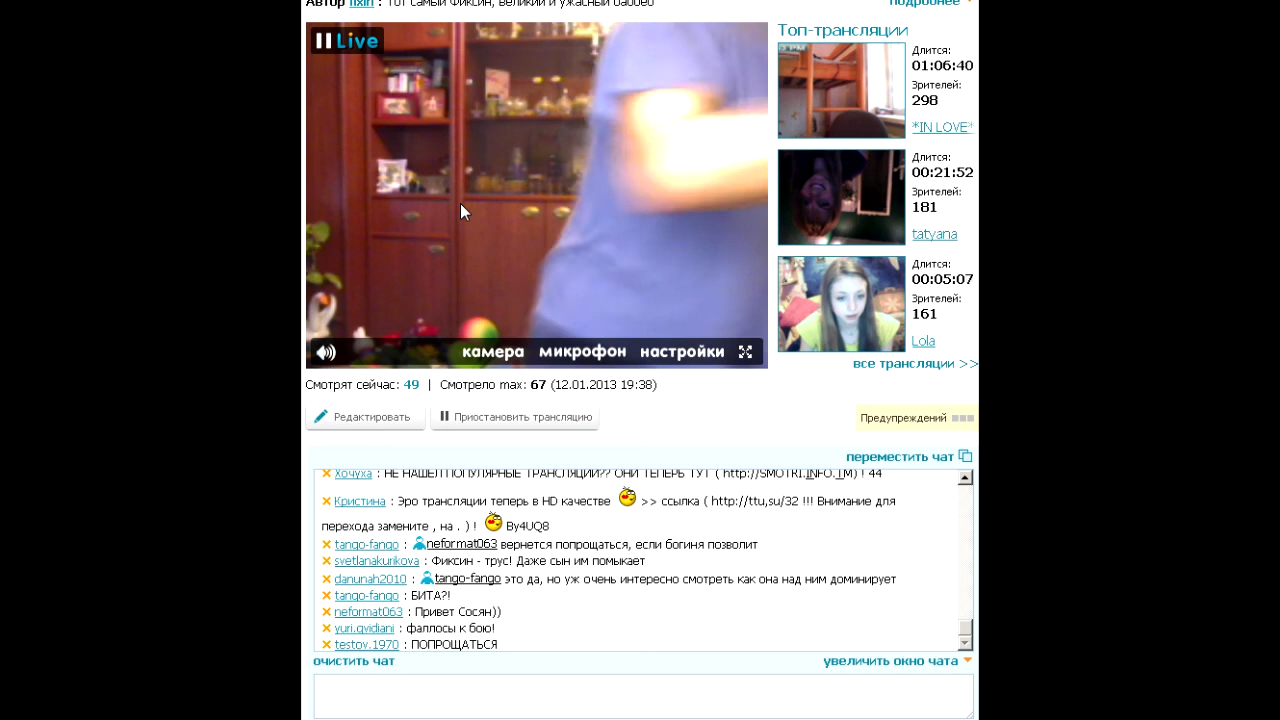 Автор fixin : Тот самый Фиксин, великий и ужасный
подробнее
Live
камера микрофон настройки
Топ-трансляции
Длится:
01:06:40
Зрителей:
298
*IN LOVE*
Длится:
00:21:52
Зрителей:
181
tatyana
Длится:
00:05:07
Зрителей:
161
Lola
все трансляции >>
Смотрят сейчас: 49 | Смотрело max: 67 (12.01.2013 19:38)
Редактировать
Приостановить трансляцию
Предупреждений
переместить чат
Хочуха : НЕ НАШЕЛ ПОПУЛЯРНЫЕ ТРАНСЛЯЦИИ?? ОНИ ТЕПЕРЬ ТУТ ( http://SMOTRI.INFO.TM) ! 44
Кристина : Эро трансляции теперь в HD качестве >> ссылка ( http://ttu,su/32 !!! Внимание для
перехода замените , на . ) ! By4UQ8
tango-fango : neformat063 вернется попрощаться, если богиня позволит
svetlanakurikova : Фиксин - трус! Даже сын им помыкает
danunah2010 : tango-fango это да, но уж очень интересно смотреть как она над ним доминирует
tango-fango : БИТА?!
neformat063 : Привет Сосян))
yuri.gvidiani : фаллосы к бою!
testov.1970 : ПОПРОЩАТЬСЯ
очистить чат
увеличить окно чата